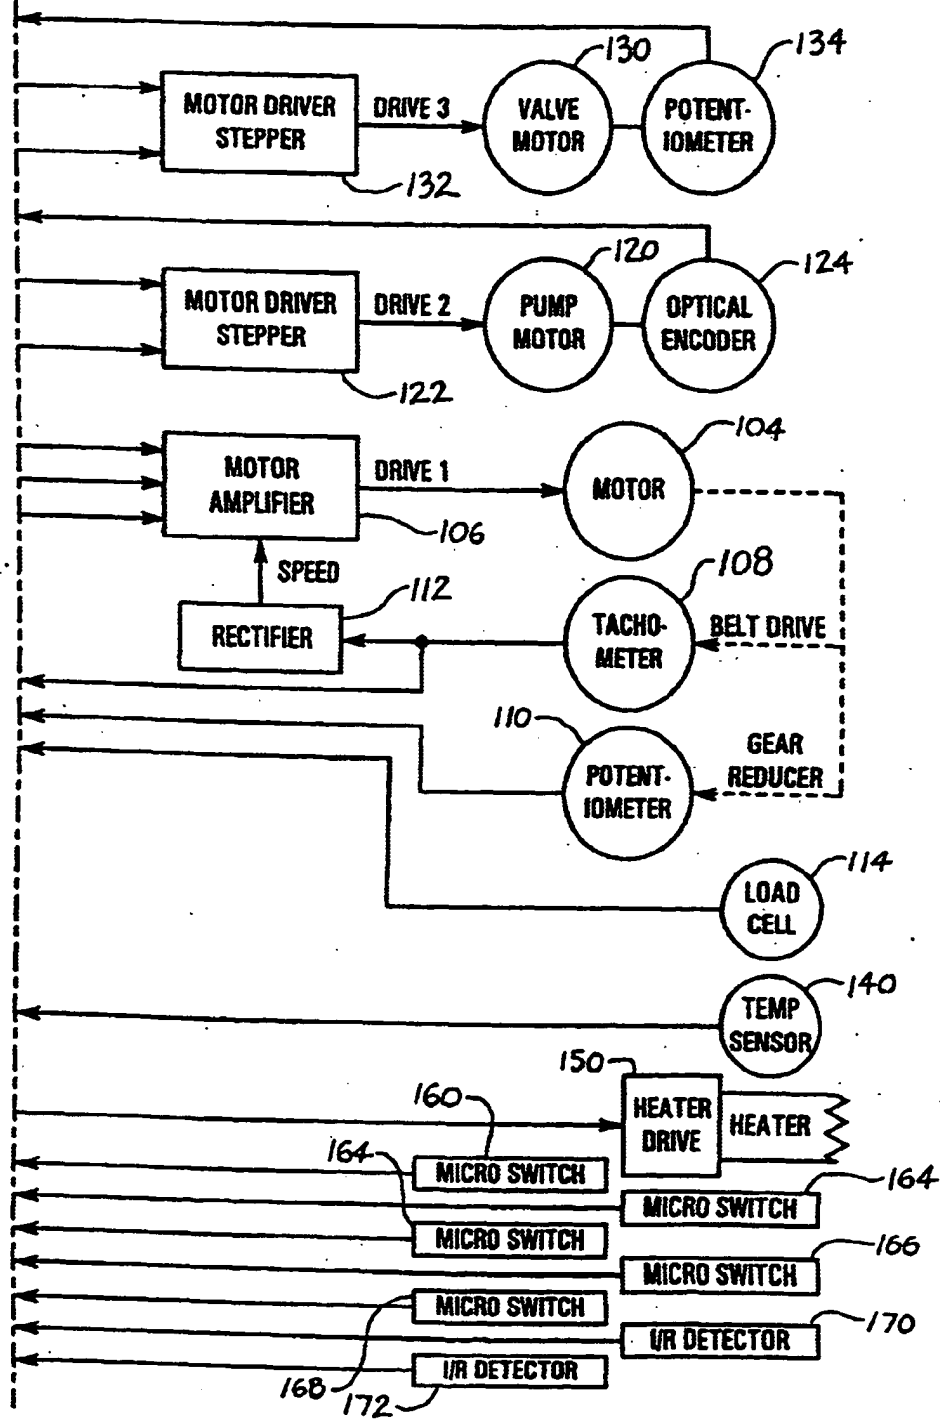 130
134
MOTOR DRIVER
STEPPER
DRIVE 3
VALVE
MOTOR
POTENT-
IOMETER
132
120
124
MOTOR DRIVER
STEPPER
DRIVE 2
PUMP
MOTOR
OPTICAL
ENCODER
122
104
MOTOR
AMPLIFIER
DRIVE 1
MOTOR
106
SPEED
112
108
RECTIFIER
TACHO-
METER
BELT DRIVE
110
GEAR
REDUCER
POTENT-
IOMETER
114
LOAD
CELL
140
TEMP
SENSOR
150
160
HEATER
DRIVE
HEATER
164
MICRO SWITCH
164
MICRO SWITCH
MICRO SWITCH
166
MICRO SWITCH
MICRO SWITCH
170
I/R DETECTOR
I/R DETECTOR
168
172